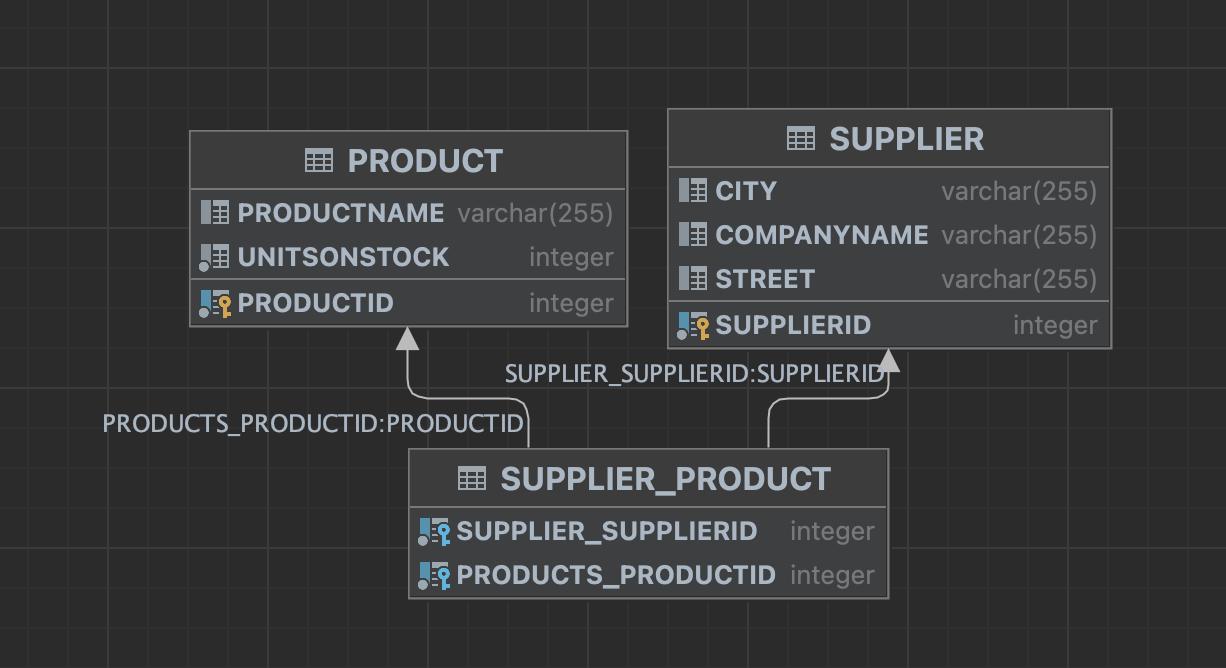 PRODUCT
PRODUCTNAME varchar(255)
UNITSONSTOCK integer
PRODUCTID integer
SUPPLIER
CITY varchar(255)
COMPANYNAME varchar(255)
STREET varchar(255)
SUPPLIERID integer
SUPPLIER_SUPPLIERID:SUPPLIERID
PRODUCTS_PRODUCTID:PRODUCTID
SUPPLIER_PRODUCT
SUPPLIER_SUPPLIERID integer
PRODUCTS_PRODUCTID integer